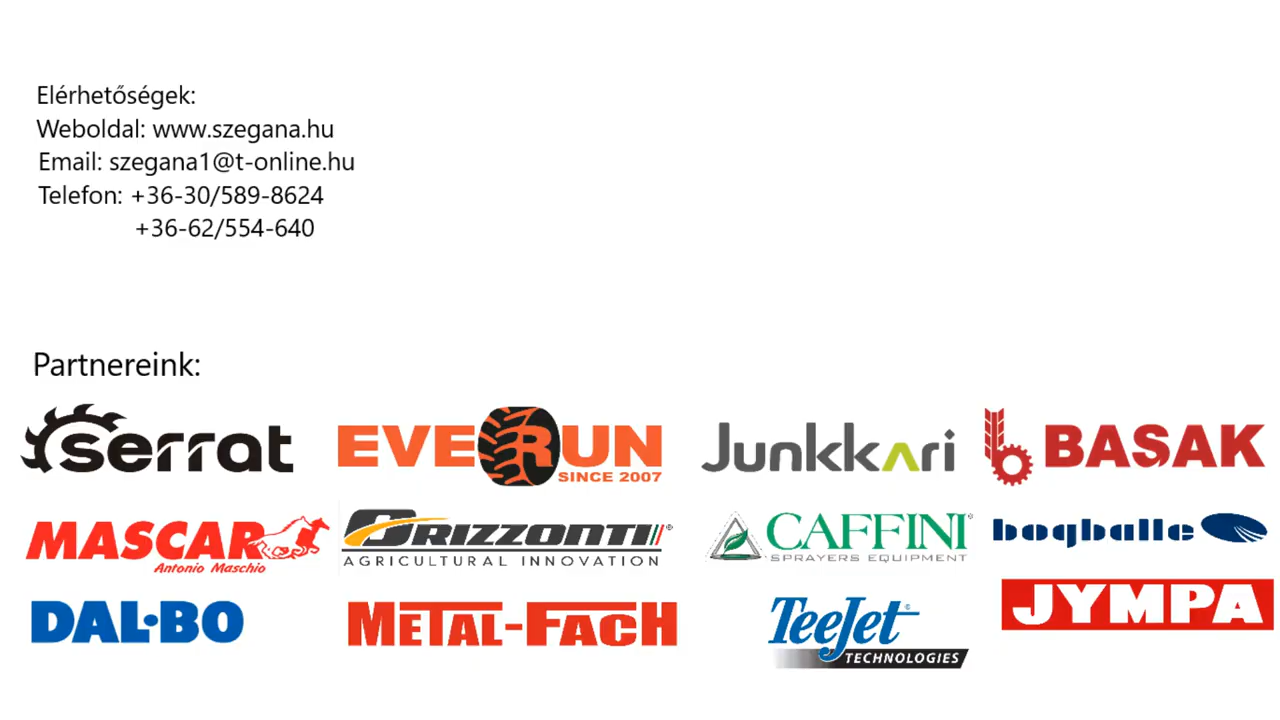 Elérhetőségek:
Weboldal: www.szegana.hu
Email: szegana1@t-online.hu
Telefon: +36-30/589-8624
+36-62/554-640
Partnereink:
serrat
EVERUN
SINCE 2007
Junkkari
BASAK
MASCAR
Antonio Maschio
ORIZZONTI®
AGRICULTURAL INNOVATION
CAFFINI®
SPRAYERS EQUIPMENT
bogballe
DAL-BO
METAL-FACH
TeeJet®
TECHNOLOGIES
JYMPA